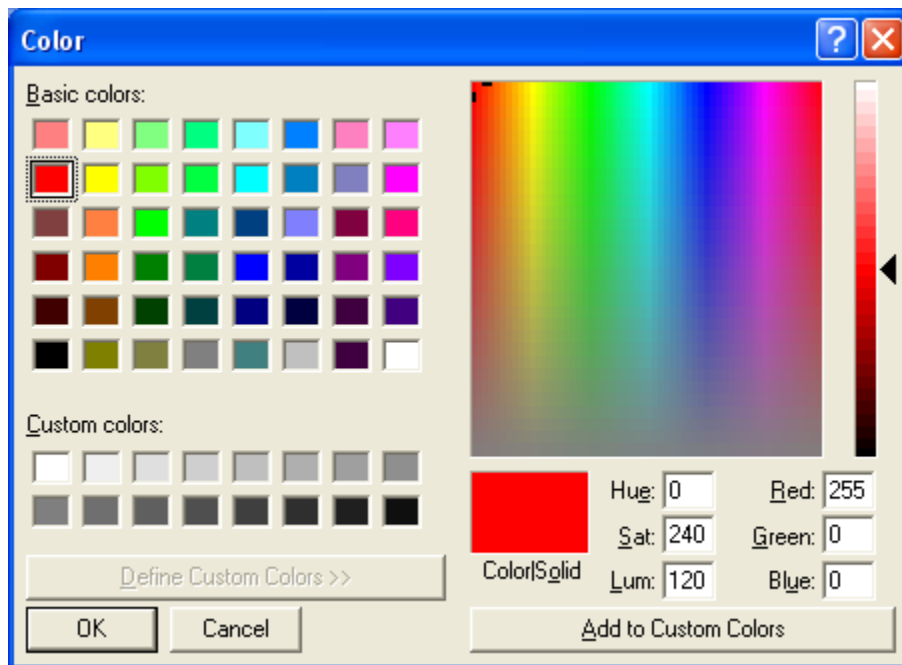 Color
Basic colors:
Custom colors:
Define Custom Colors >>
OK Cancel
Color|Solid
Hue: 0 Red: 255
Sat: 240 Green: 0
Lum: 120 Blue: 0
Add to Custom Colors